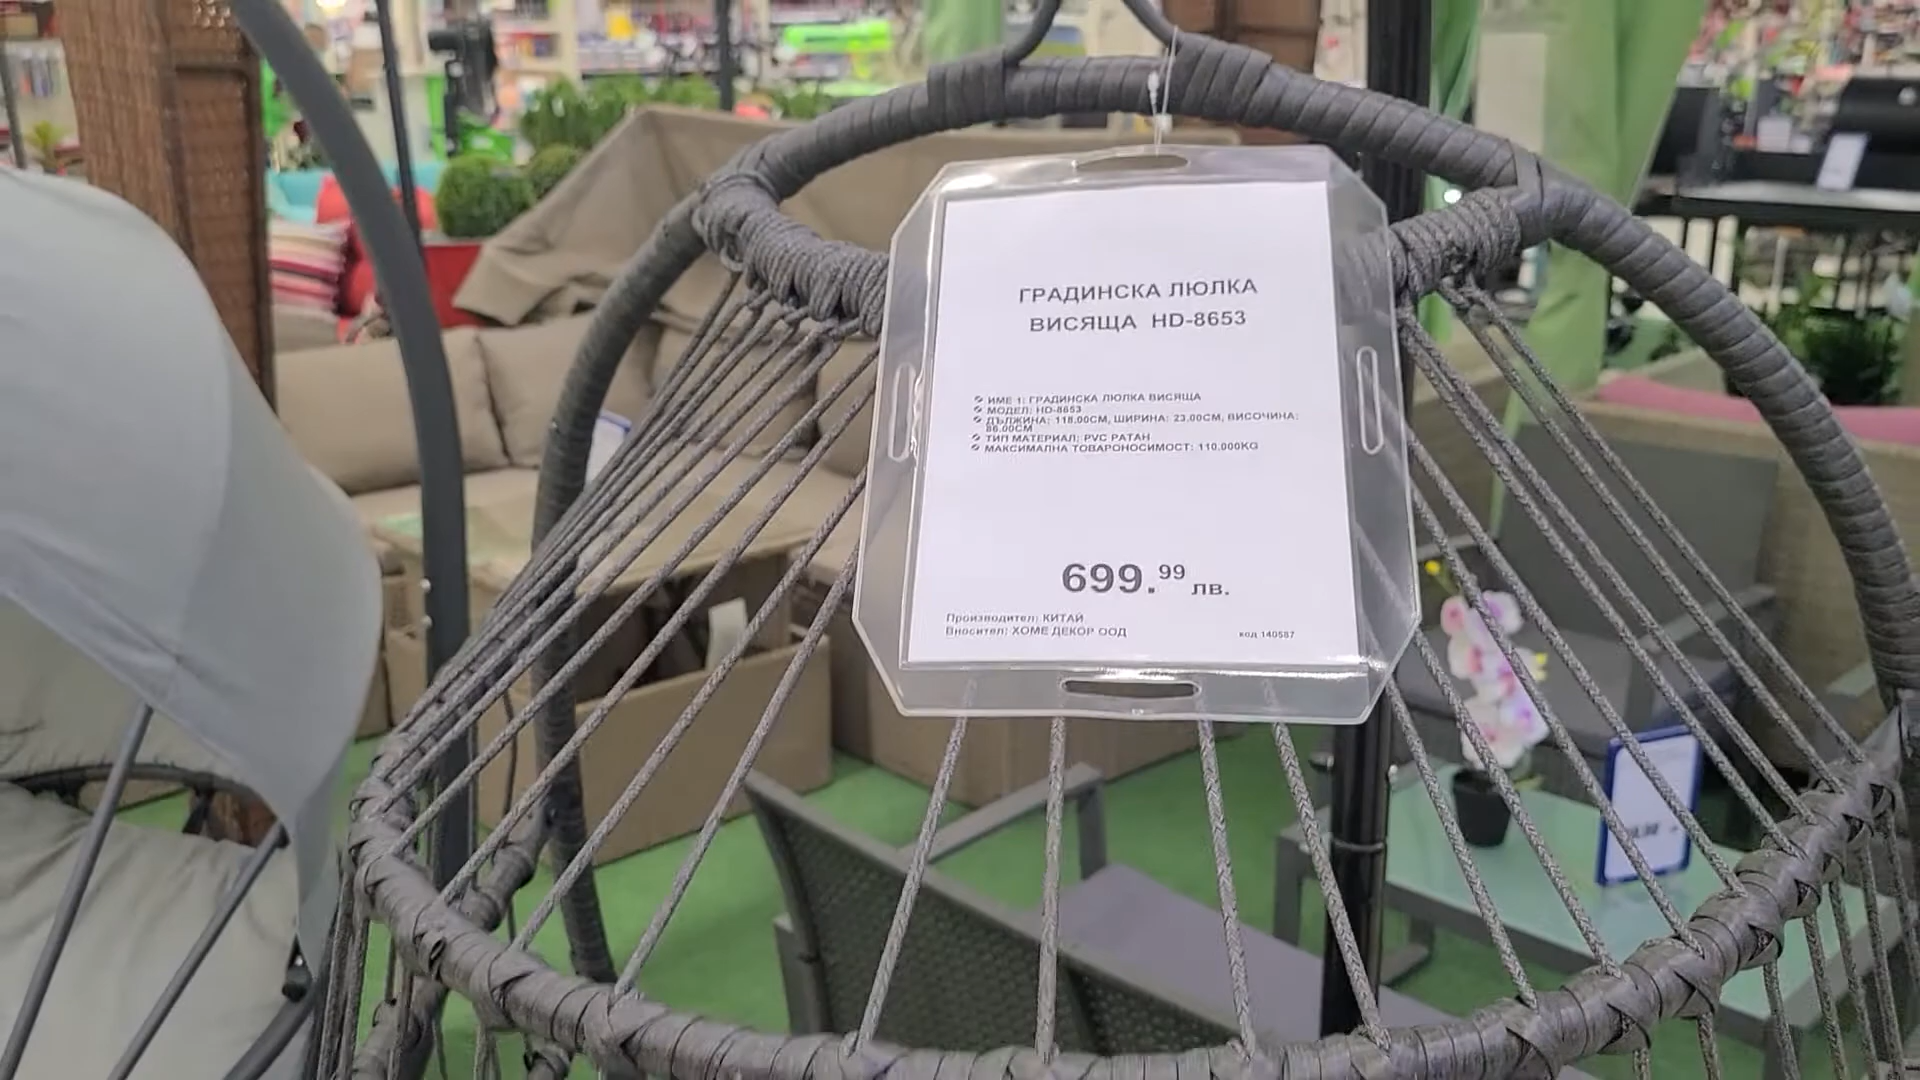 ГРАДИНСКА ЛЮЛКА
ВИСЯЩА HD-8653
ИМЕ 1: ГРАДИНСКА ЛЮЛКА ВИСЯЩА
МОДЕЛ: HD-8653
ДЪЛЖИНА: 118.00СМ, ШИРИНА: 23.00СМ, ВИСОЧИНА:
86.00СМ
ТИП МАТЕРИАЛ: PVC РАТАН
МАКСИМАЛНА ТОВАРОНОСИМОСТ: 110.000KG
699.99 лв.
Производител: КИТАЙ
Вносител: ХОМЕ ДЕКОР ООД
код 140587